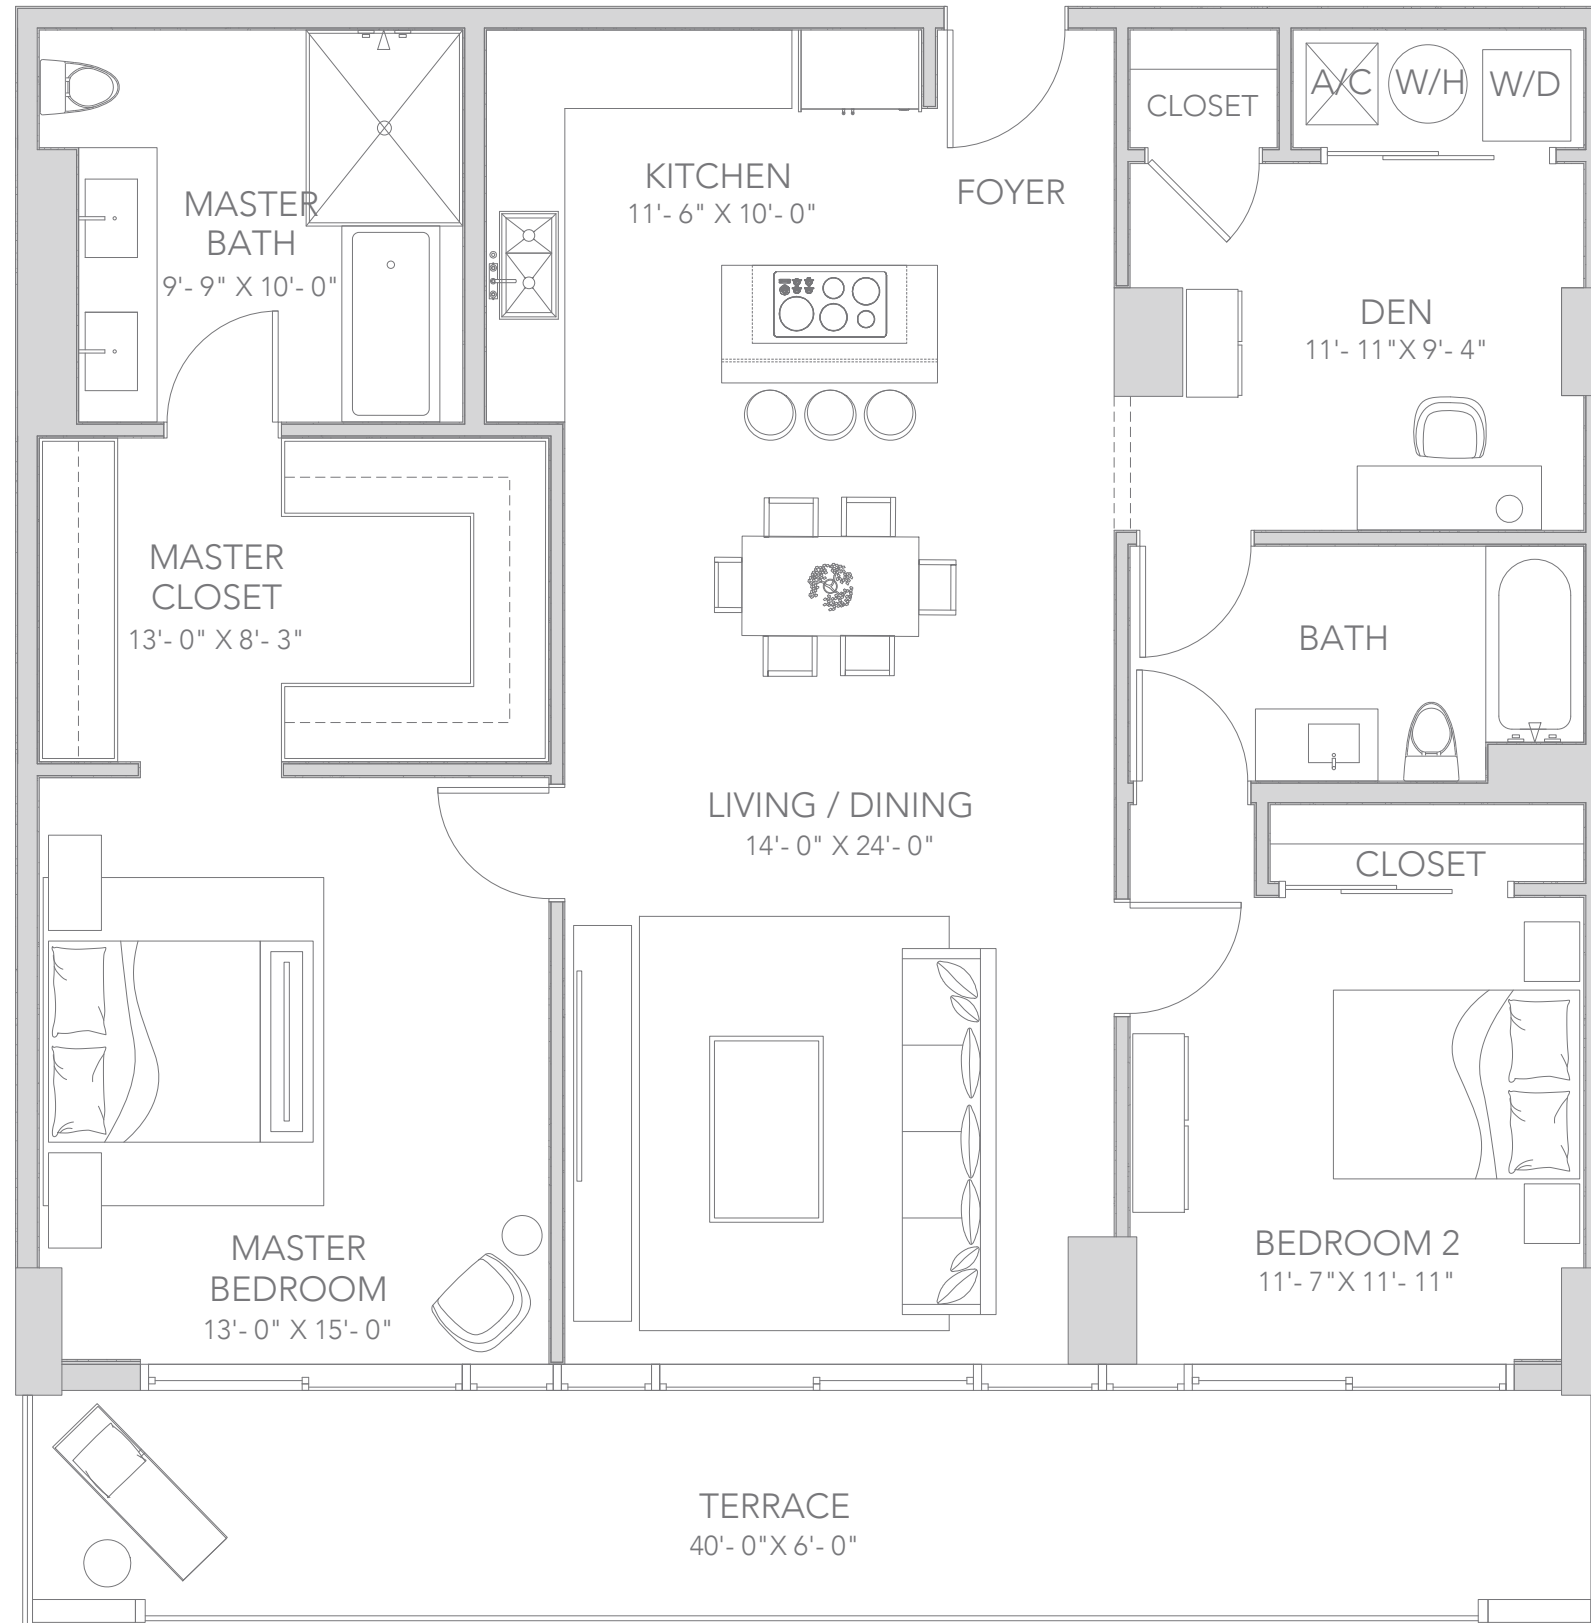 A/C
W/H
W/D
CLOSET
KITCHEN
11'- 6" X 10'- 0"
FOYER
MASTER
BATH
9'- 9" X 10'- 0"
DEN
11'- 11"X 9'- 4"
MASTER
CLOSET
13'- 0" X 8'- 3"
BATH
LIVING / DINING
14'- 0" X 24'- 0"
CLOSET
MASTER
BEDROOM
13'- 0" X 15'- 0"
BEDROOM 2
11'- 7"X 11'- 11"
TERRACE
40'- 0"X 6'- 0"